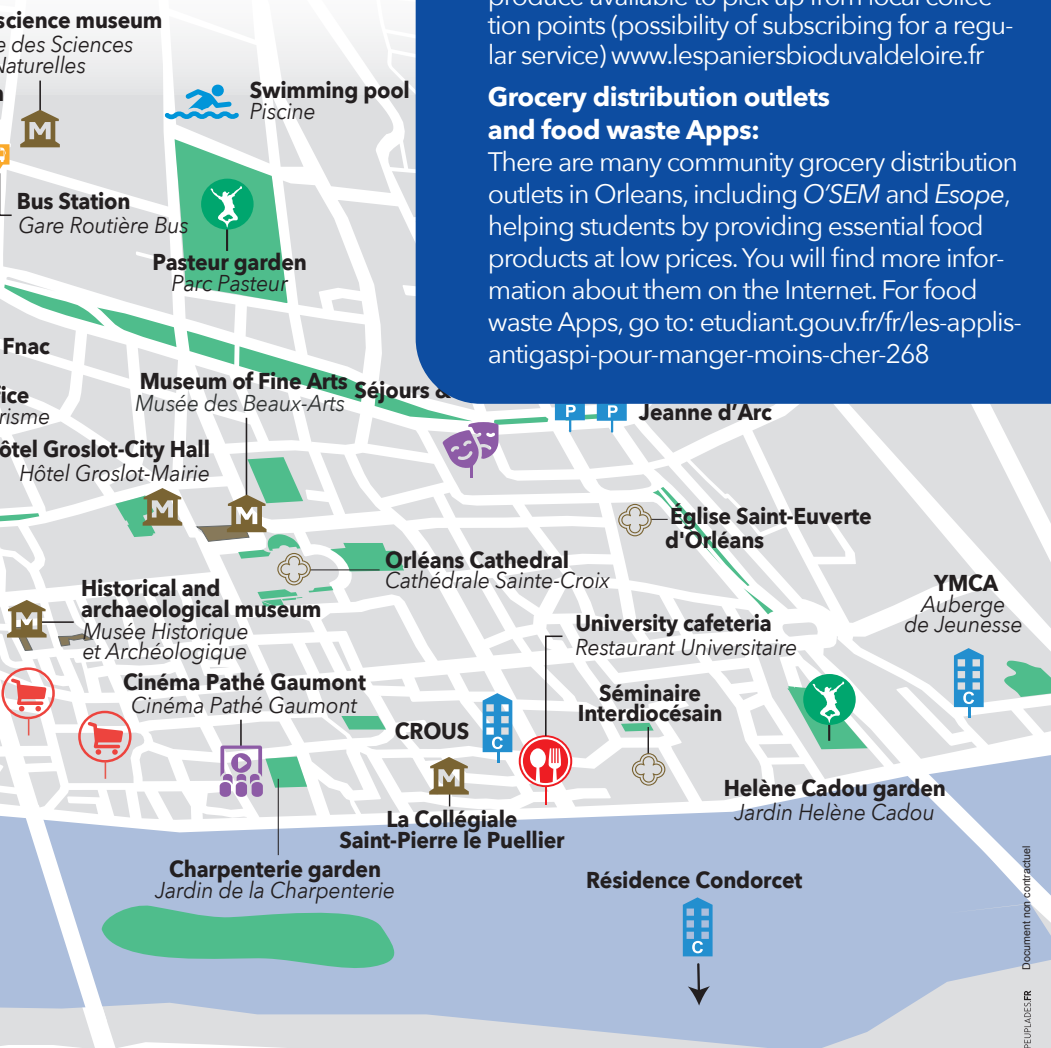 science museum
des Sciences
Naturelles
Swimming pool
Piscine
Bus Station
Gare Routière Bus
Pasteur garden
Parc Pasteur
produce available to pick up from local collec-
tion points (possibility of subscribing for a regu-
lar service) www.lespaniersbioduvaldeloire.fr
Grocery distribution outlets
and food waste Apps:
There are many community grocery distribution
outlets in Orleans, including O'SEM and Esope,
helping students by providing essential food
products at low prices. You will find more infor-
mation about them on the Internet. For food
waste Apps, go to: etudiant.gouv.fr/fr/les-applis-
antigaspi-pour-manger-moins-cher-268
Fnac
Museum of Fine Arts
Musée des Beaux-Arts
Séjours &
P P
Jeanne d'Arc
ôtel Groslot-City Hall
Hôtel Groslot-Mairie
Église Saint-Euverte
d'Orléans
Orléans Cathedral
Cathédrale Sainte-Croix
Historical and
archaeological museum
Musée Historique
et Archéologique
University cafeteria
Restaurant Universitaire
YMCA
Auberge
de Jeunesse
Cinéma Pathé Gaumont
Cinéma Pathé Gaumont
CROUS
Séminaire
Interdiocésain
M
M
M
M
M
C
C
La Collégiale
Saint-Pierre le Puellier
Helène Cadou garden
Jardin Helène Cadou
Charpenterie garden
Jardin de la Charpenterie
Résidence Condorcet
C
Document non contractuel
PEUPLADES.FR